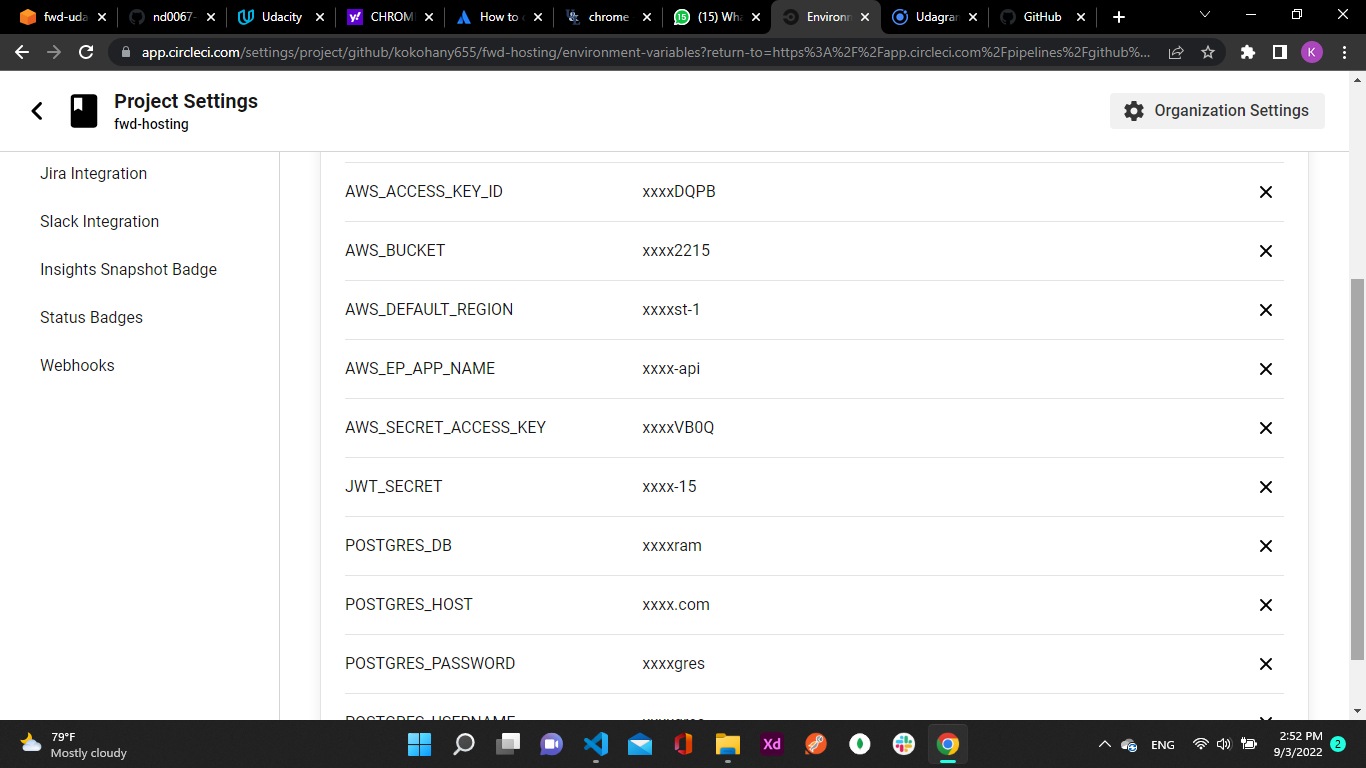 fwd-uda
nd0067-
Udacity
CHROM
How to
chrome
(15) Wha
Environm
Udagran
GitHub
app.circleci.com/settings/project/github/kokohany655/fwd-hosting/environment-variables?return-to=https%3A%2F%2Fapp.circleci.com%2Fpipelines%2Fgithub%...
K
Project Settings
fwd-hosting
Organization Settings
Jira Integration
Slack Integration
Insights Snapshot Badge
Status Badges
Webhooks
AWS_ACCESS_KEY_ID xxxxDQPB
AWS_BUCKET xxxx2215
AWS_DEFAULT_REGION xxxxst-1
AWS_EP_APP_NAME xxxx-api
AWS_SECRET_ACCESS_KEY xxxxVB0Q
JWT_SECRET xxxx-15
POSTGRES_DB xxxxram
POSTGRES_HOST xxxx.com
POSTGRES_PASSWORD xxxxgres
POSTGRES_USERNAME xxxxgres
79°F
Mostly cloudy
Xd
ENG
2:52 PM
9/3/2022
2